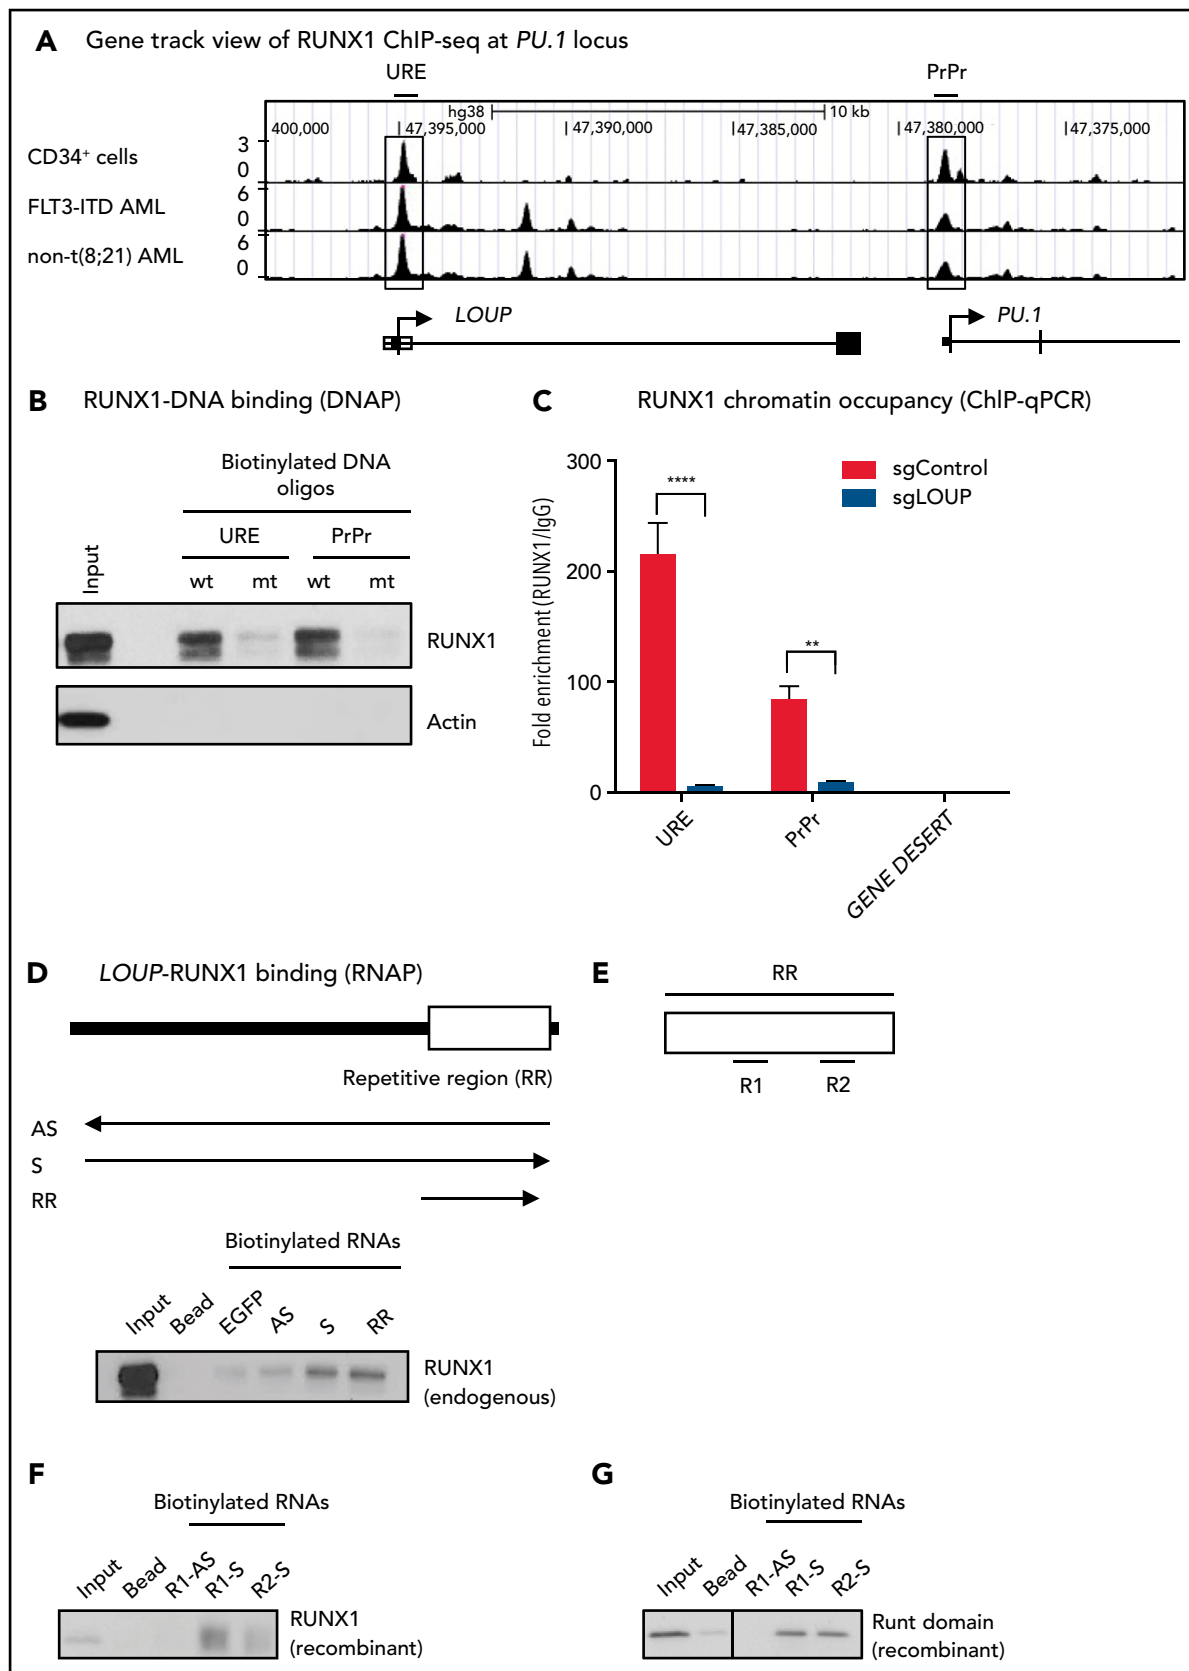 A Gene track view of RUNX1 ChIP-seq at PU.1 locus
URE PrPr
hg38 10 kb
400,000 47,395,000 47,390,000 47,385,000 47,380,000 47,375,000
CD34+ cells 3 0
FLT3-ITD AML 6 0
non-t(8;21) AML 6 0
LOUP PU.1
B RUNX1-DNA binding (DNAP)
Biotinylated DNA
oligos
URE PrPr
Input wt mt wt mt
RUNX1
Actin
C RUNX1 chromatin occupancy (ChIP-qPCR)
Fold enrichment (RUNX1/IgG)
300
200
100
0
sgControl
sgLOUP
****
**
URE PrPr GENE DESERT
D LOUP-RUNX1 binding (RNAP)
Repetitive region (RR)
AS
S
RR
Biotinylated RNAs
Input Bead EGFP AS S RR
RUNX1
(endogenous)
E
RR
R1 R2
F
Biotinylated RNAs
Input Bead R1-AS R1-S R2-S
RUNX1
(recombinant)
G
Biotinylated RNAs
Input Bead R1-AS R1-S R2-S
Runt domain
(recombinant)